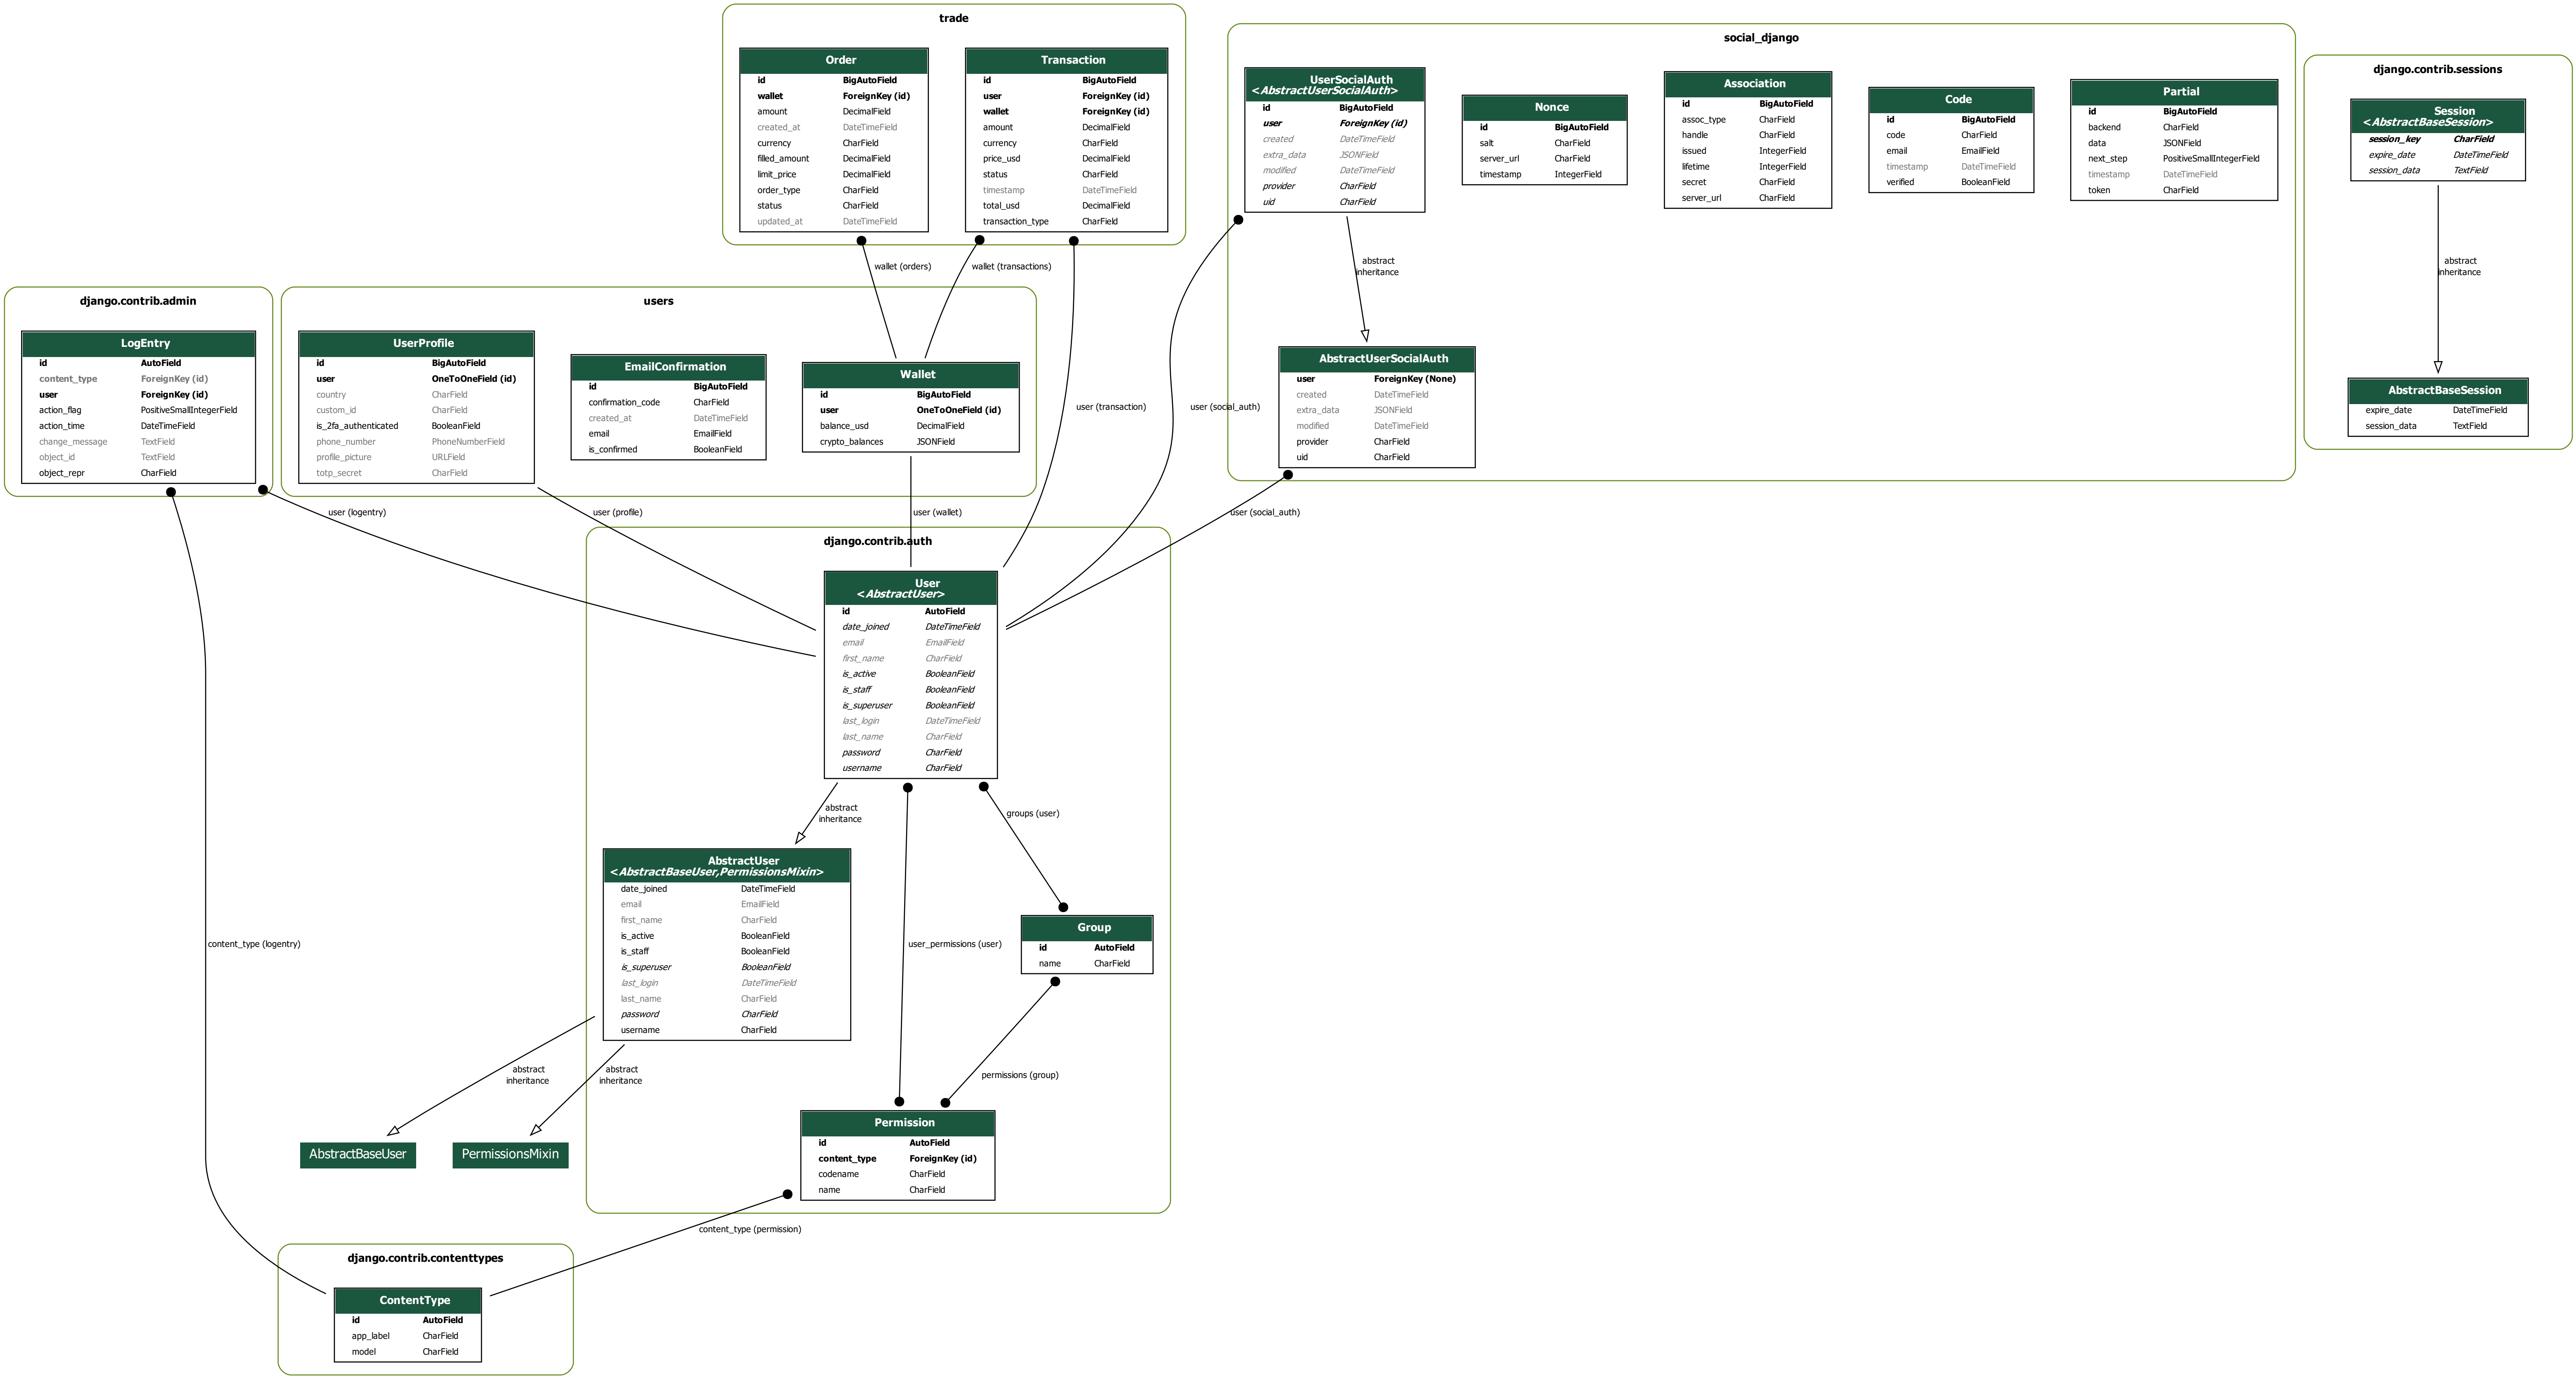 trade
Order
id BigAutoField
wallet ForeignKey (id)
amount DecimalField
created_at DateTimeField
currency CharField
filled_amount DecimalField
limit_price DecimalField
order_type CharField
status CharField
updated_at DateTimeField
Transaction
id BigAutoField
user ForeignKey (id)
wallet ForeignKey (id)
amount DecimalField
currency CharField
price_usd DecimalField
status CharField
timestamp DateTimeField
total_usd DecimalField
transaction_type CharField
social_django
UserSocialAuth
<AbstractUserSocialAuth>
id BigAutoField
user ForeignKey (id)
created DateTimeField
extra_data JSONField
modified DateTimeField
provider CharField
uid CharField
Nonce
id BigAutoField
salt CharField
server_url CharField
timestamp IntegerField
Association
id BigAutoField
assoc_type CharField
handle CharField
issued IntegerField
lifetime IntegerField
secret CharField
server_url CharField
Code
id BigAutoField
code CharField
email EmailField
timestamp DateTimeField
verified BooleanField
Partial
id BigAutoField
backend CharField
data JSONField
next_step PositiveSmallIntegerField
timestamp DateTimeField
token CharField
django.contrib.sessions
Session
<AbstractBaseSession>
session_key CharField
expire_date DateTimeField
session_data TextField
wallet (orders)
wallet (transactions)
abstract
inheritance
abstract
inheritance
django.contrib.admin
LogEntry
id AutoField
content_type ForeignKey (id)
user ForeignKey (id)
action_flag PositiveSmallIntegerField
action_time DateTimeField
change_message TextField
object_id TextField
object_repr CharField
users
UserProfile
id BigAutoField
user OneToOneField (id)
country CharField
custom_id CharField
is_2fa_authenticated BooleanField
phone_number PhoneNumberField
profile_picture URLField
totp_secret CharField
EmailConfirmation
id BigAutoField
confirmation_code CharField
created_at DateTimeField
email EmailField
is_confirmed BooleanField
Wallet
id BigAutoField
user OneToOneField (id)
balance_usd DecimalField
crypto_balances JSONField
user (transaction)
user (social_auth)
AbstractUserSocialAuth
user ForeignKey (None)
created DateTimeField
extra_data JSONField
modified DateTimeField
provider CharField
uid CharField
AbstractBaseSession
expire_date DateTimeField
session_data TextField
user (logentry)
user (profile)
user (wallet)
user (social_auth)
django.contrib.auth
User
<AbstractUser>
id AutoField
date_joined DateTimeField
email EmailField
first_name CharField
is_active BooleanField
is_staff BooleanField
is_superuser BooleanField
last_login DateTimeField
last_name CharField
password CharField
username CharField
abstract
inheritance
groups (user)
AbstractUser
<AbstractBaseUser,PermissionsMixin>
date_joined DateTimeField
email EmailField
first_name CharField
is_active BooleanField
is_staff BooleanField
is_superuser BooleanField
last_login DateTimeField
last_name CharField
password CharField
username CharField
content_type (logentry)
user_permissions (user)
Group
id AutoField
name CharField
abstract
inheritance
abstract
inheritance
permissions (group)
AbstractBaseUser
PermissionsMixin
Permission
id AutoField
content_type ForeignKey (id)
codename CharField
name CharField
content_type (permission)
django.contrib.contenttypes
ContentType
id AutoField
app_label CharField
model CharField